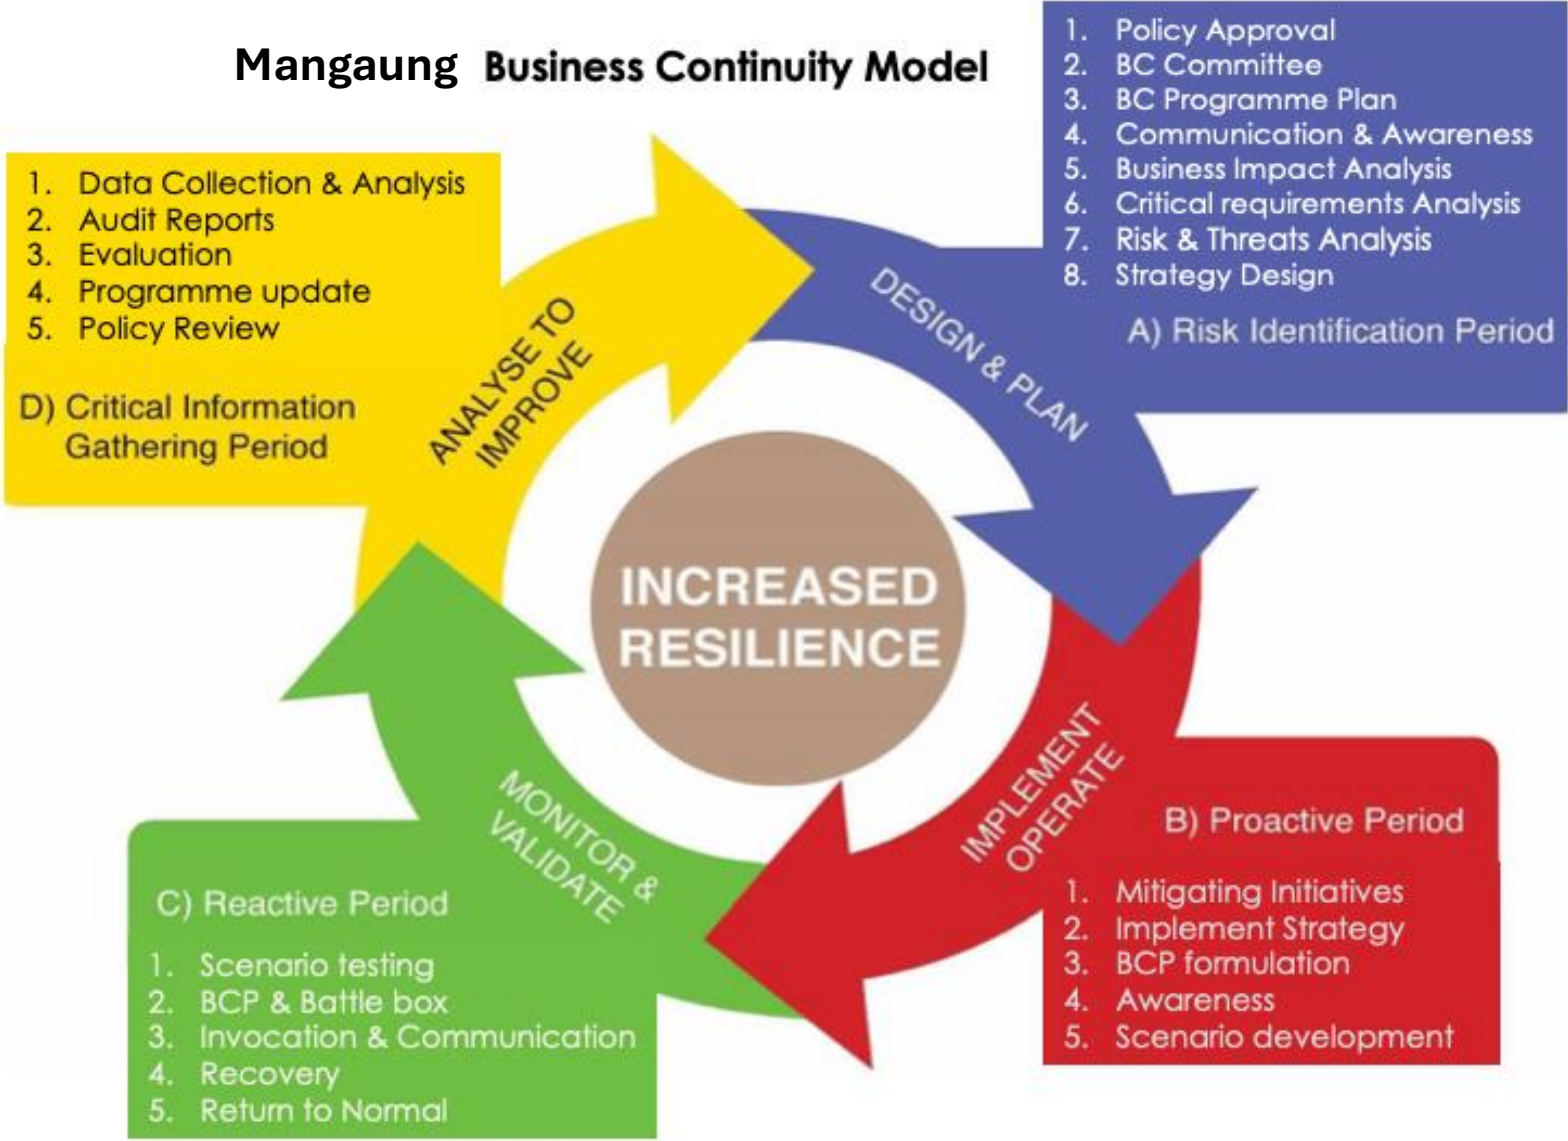 Mangaung Business Continuity Model
1. Policy Approval
2. BC Committee
3. BC Programme Plan
4. Communication & Awareness
5. Business Impact Analysis
6. Critical requirements Analysis
7. Risk & Threats Analysis
8. Strategy Design
A) Risk Identification Period
DESIGN & PLAN
1. Data Collection & Analysis
2. Audit Reports
3. Evaluation
4. Programme update
5. Policy Review
D) Critical Information
Gathering Period
ANALYSE TO
IMPROVE
INCREASED
RESILIENCE
IMPLEMENT
OPERATE
B) Proactive Period
1. Mitigating Initiatives
2. Implement Strategy
3. BCP formulation
4. Awareness
5. Scenario development
MONITOR &
VALIDATE
C) Reactive Period
1. Scenario testing
2. BCP & Battle box
3. Invocation & Communication
4. Recovery
5. Return to Normal